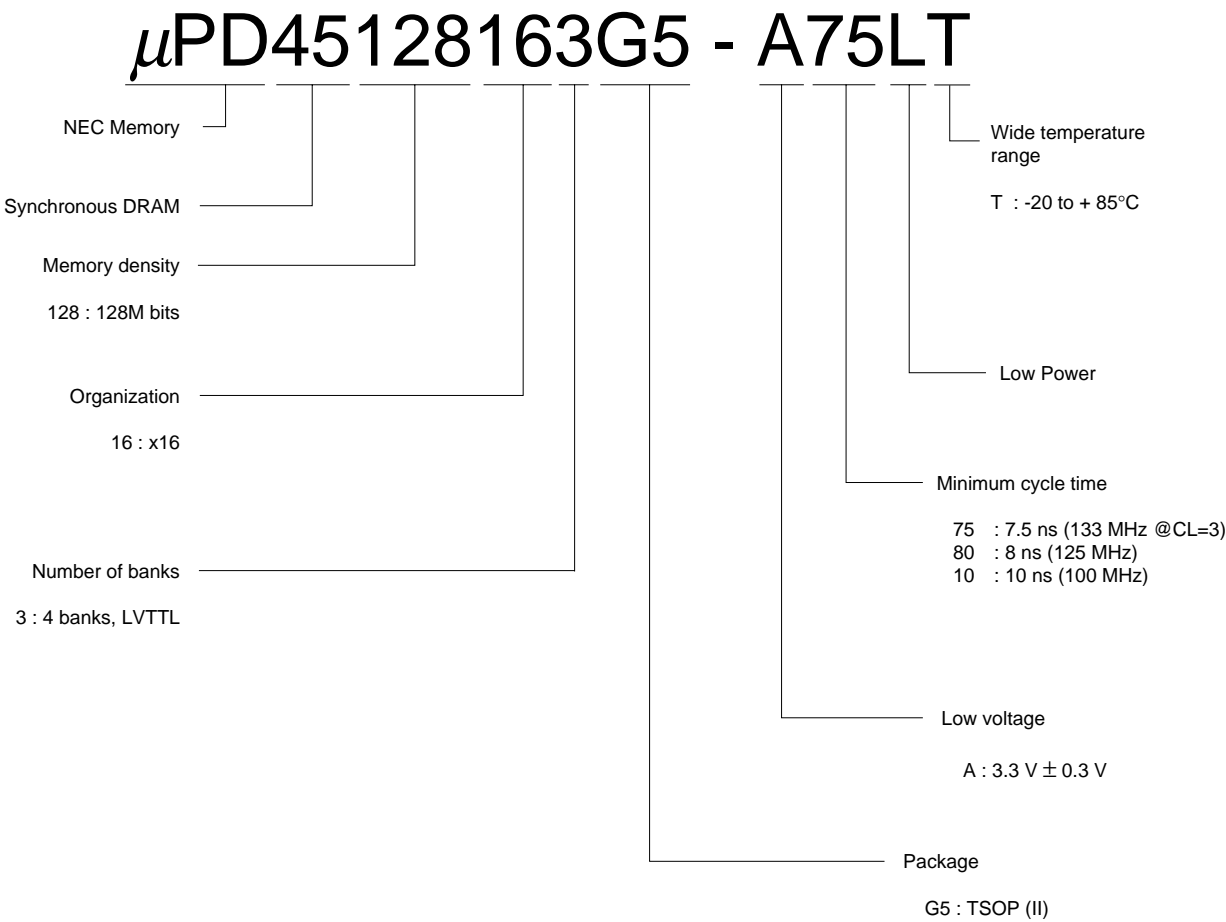 µPD45128163G5 - A75LT
NEC Memory
Synchronous DRAM
Memory density
128 : 128M bits
Organization
16 : x16
Number of banks
3 : 4 banks, LVTTL
Wide temperature
range
T : -20 to + 85°C
Low Power
Minimum cycle time
75 : 7.5 ns (133 MHz @CL=3)
80 : 8 ns (125 MHz)
10 : 10 ns (100 MHz)
Low voltage
A : 3.3 V ± 0.3 V
Package
G5 : TSOP (II)